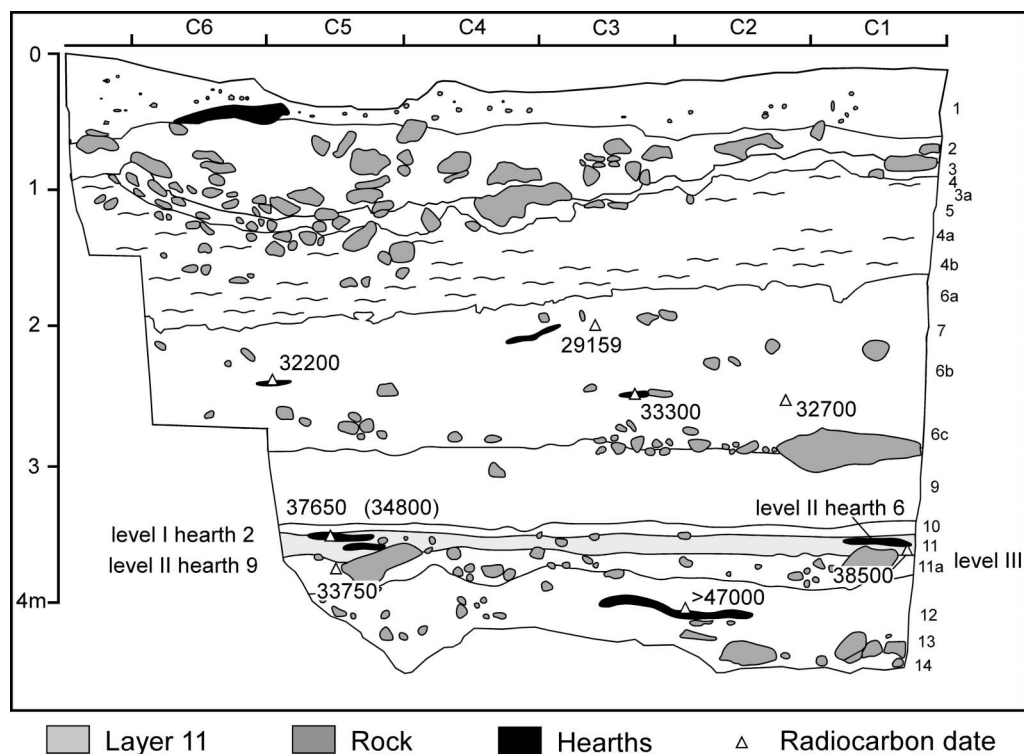 C6 C5 C4 C3 C2 C1
0
1
2
3
4m
1
2
3
4
3a
5
4a
4b
6a
7
6b
6c
9
10
11
11a
12
13
14
29159
32200
33300
32700
37650 (34800)
level I hearth 2
level II hearth 9
33750
level II hearth 6
level III
38500
>47000
Layer 11 Rock Hearths Radiocarbon date